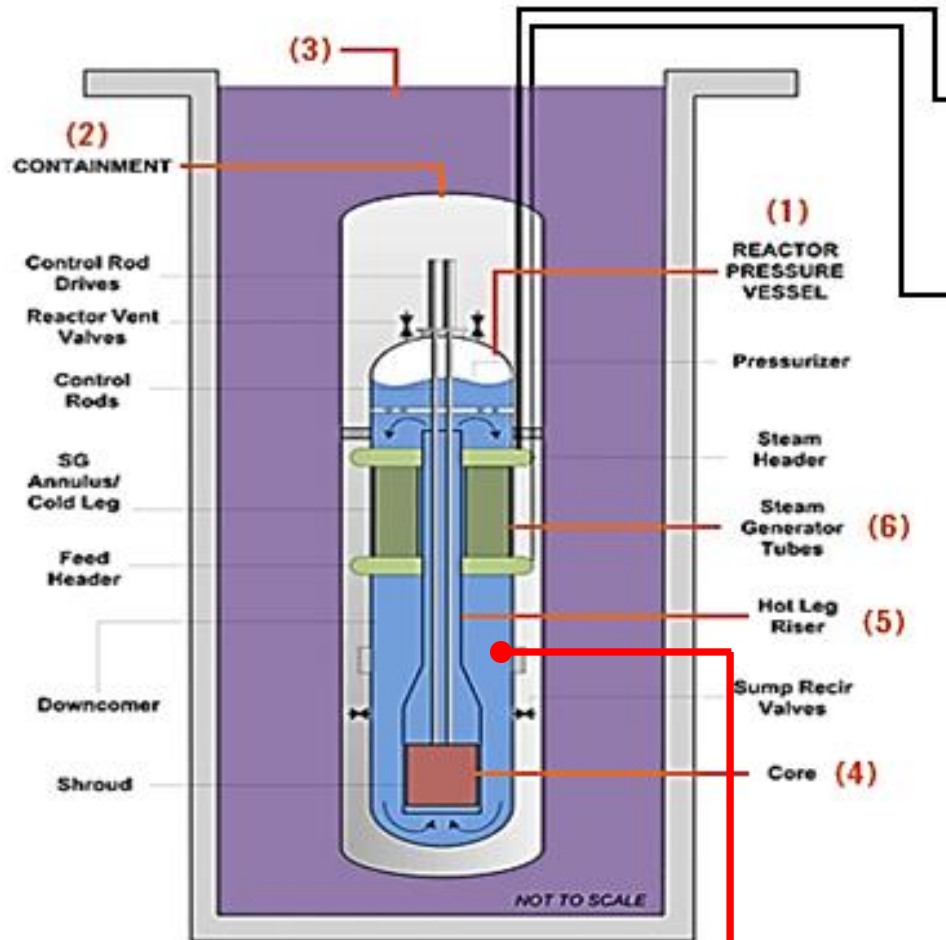 (3)
(2)
CONTAINMENT
Control Rod
Drives
Reactor Vent
Valves
Control
Rods
SG
Annulus/
Cold Leg
Feed
Header
Downcomer
Shroud
(1)
REACTOR
PRESSURE
VESSEL
Pressurizer
Steam
Header
Steam
Generator
Tubes
(6)
Hot Leg
Riser
(5)
Sump Recir
Valves
Core
(4)
NOT TO SCALE